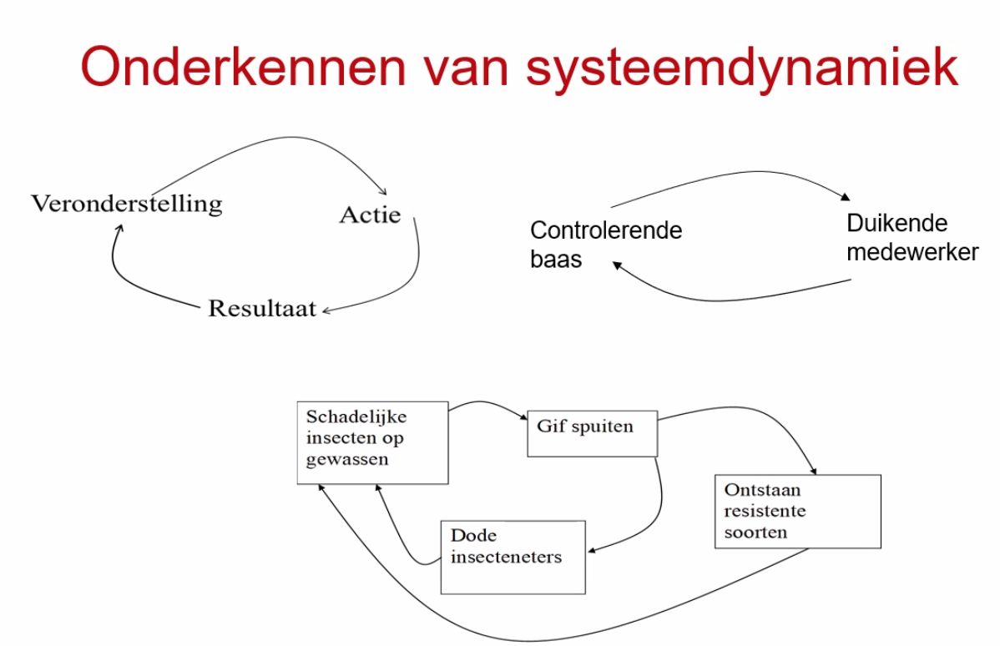 Onderkennen van systeemdynamiek
Veronderstelling
Actie
Resultaat
Controlerende
baas
Duikende
medewerker
Schadelijke
insecten op
gewassen
Gif spuiten
Ontstaan
resistente
soorten
Dode
insecteneters